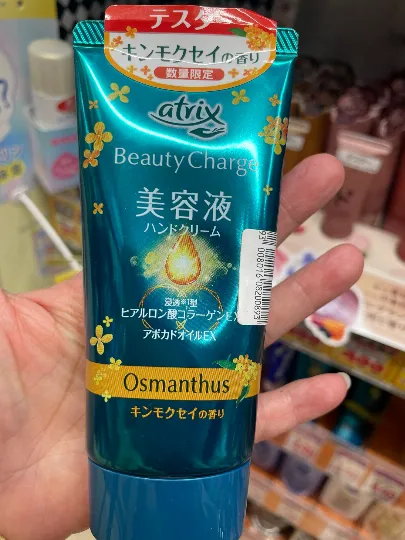 テスター
キンモクセイの香り
数量限定
atrix
Beauty Charge
美容液
ハンドクリーム
浸透※1型
ヒアルロン酸コラーゲンEX
アボカドオイルEX
Osmanthus
キンモクセイの香り